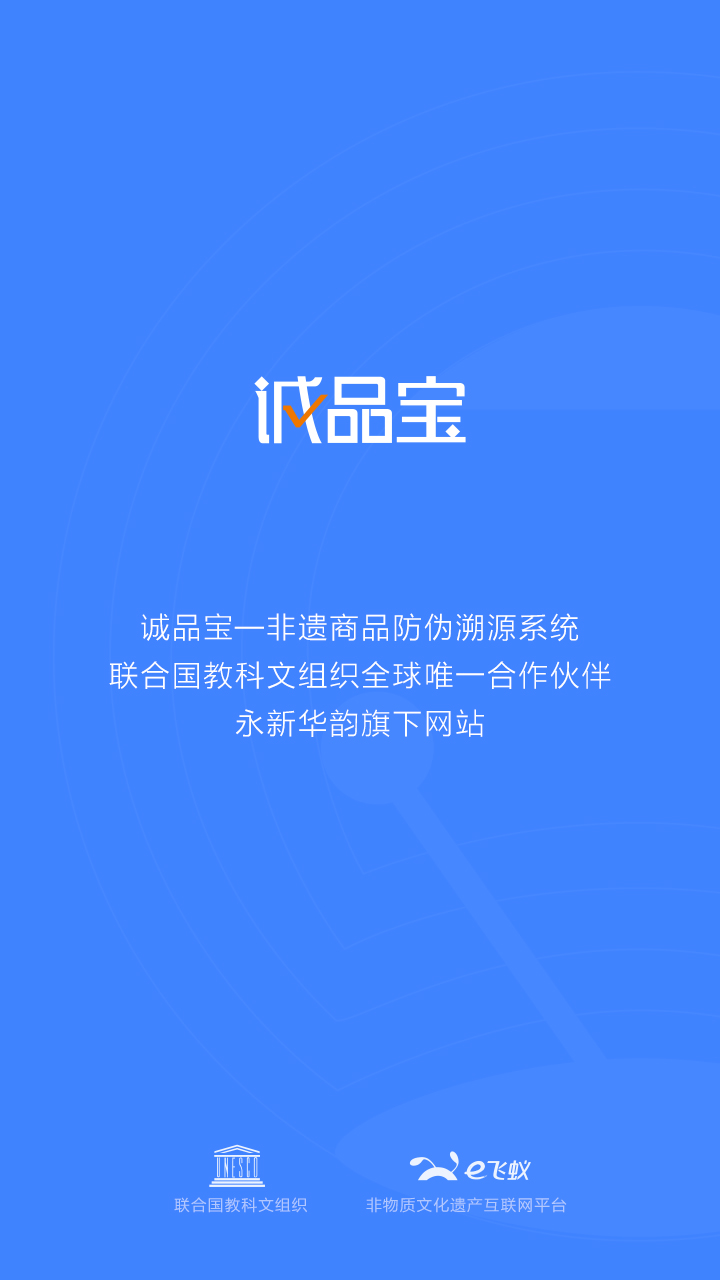 诚品宝
诚品宝—非遗商品防伪溯源系统
联合国教科文组织全球唯一合作伙伴
永新华韵旗下网站
UNESCO
e飞蚁
联合国教科文组织
非物质文化遗产互联网平台